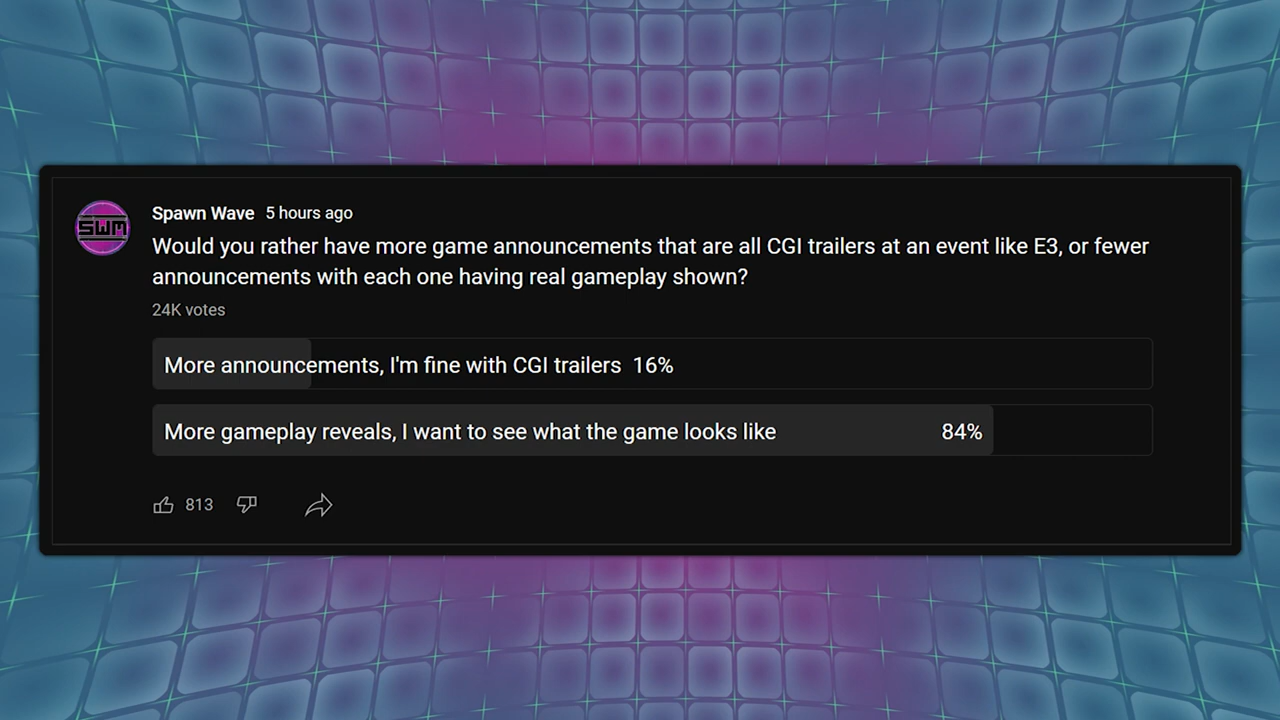 SWM
Spawn Wave 5 hours ago
Would you rather have more game announcements that are all CGI trailers at an event like E3, or fewer
announcements with each one having real gameplay shown?
24K votes
More announcements, I'm fine with CGI trailers 16%
More gameplay reveals, I want to see what the game looks like 84%
813